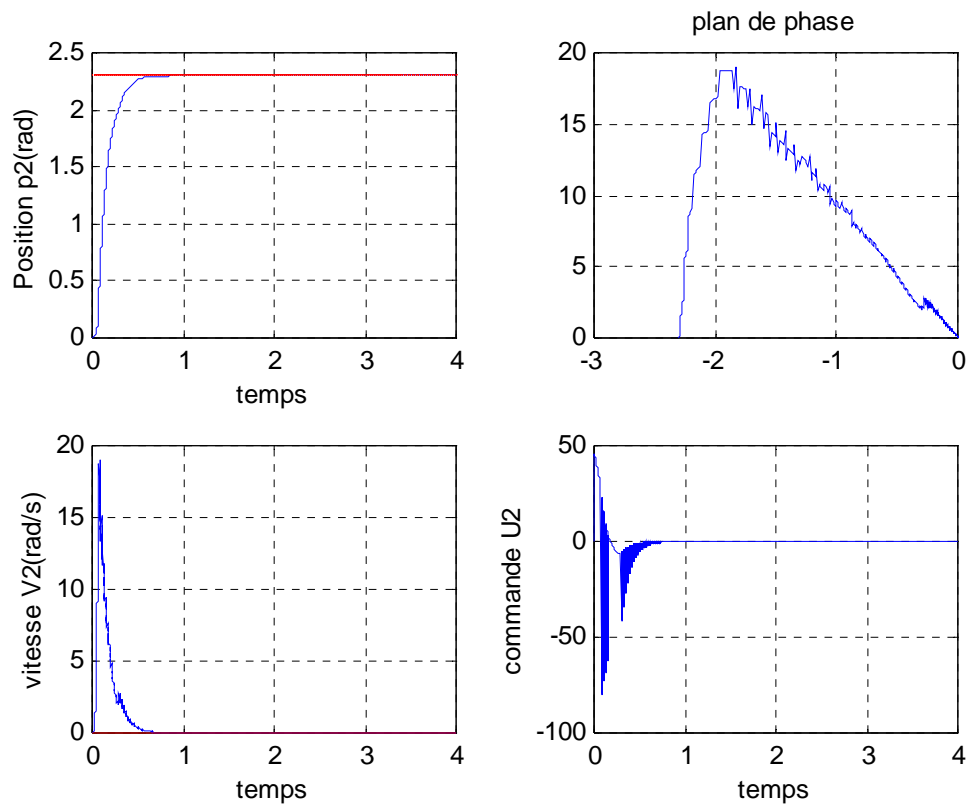 plan de phase
2.5
2
1.5
1
0.5
0
Position p2(rad)
0 1 2 3 4
temps
20
15
10
5
0
-3 -2 -1 0
20
15
10
5
0
vitesse V2(rad/s)
0 1 2 3 4
temps
50
0
-50
-100
commande U2
0 1 2 3 4
temps